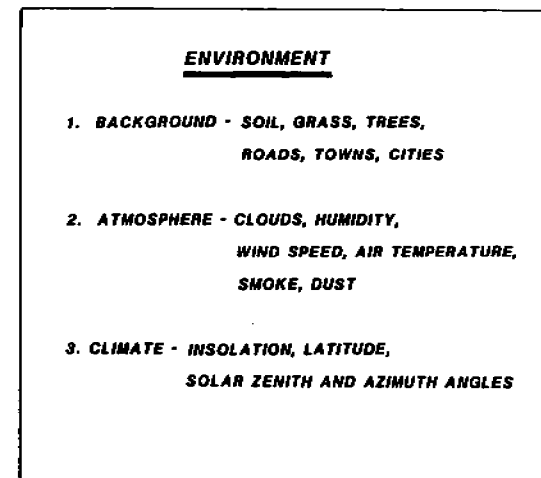 ENVIRONMENT
1. BACKGROUND - SOIL, GRASS, TREES,
ROADS, TOWNS, CITIES
2. ATMOSPHERE - CLOUDS, HUMIDITY,
WIND SPEED, AIR TEMPERATURE,
SMOKE, DUST
3. CLIMATE - INSOLATION, LATITUDE,
SOLAR ZENITH AND AZIMUTH ANGLES